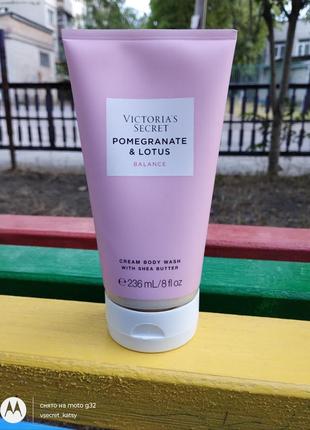 VICTORIA'S
SECRET
POMEGRANATE
& LOTUS
BALANCE
CREAM BODY WASH
WITH SHEA BUTTER
℮ 236 mL/8 fl oz
снято на moto g32
vsecret_katsy